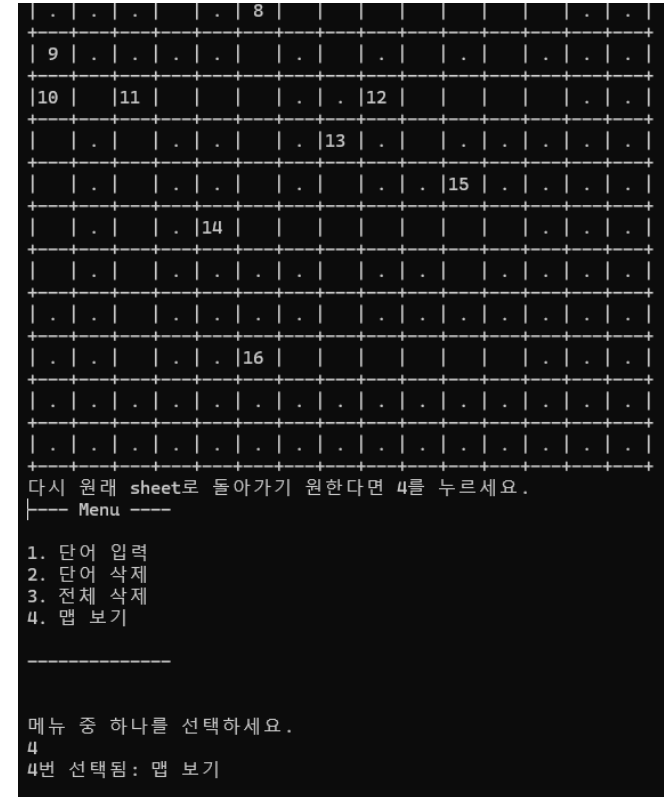 | . | . | . |   | . | 8 |   |   |   |   |   |   |   | . | . |
+---+---+---+---+---+---+---+---+---+---+---+---+---+---+---+
| 9 | . | . | . | . |   | . |   | . |   | . |   | . | . | . |
+---+---+---+---+---+---+---+---+---+---+---+---+---+---+---+
|10 |   |11 |   |   |   | . | . |12 |   |   |   |   | . | . |
+---+---+---+---+---+---+---+---+---+---+---+---+---+---+---+
|   | . |   | . | . |   | . |13 | . |   | . | . | . | . | . |
+---+---+---+---+---+---+---+---+---+---+---+---+---+---+---+
|   | . |   | . |   |   | . |   | . | . |15 | . | . | . | . |
+---+---+---+---+---+---+---+---+---+---+---+---+---+---+---+
|   | . |   | . |14 |   |   |   |   |   |   |   | . | . | . |
+---+---+---+---+---+---+---+---+---+---+---+---+---+---+---+
|   | . |   | . | . | . | . |   | . | . |   | . | . | . | . |
+---+---+---+---+---+---+---+---+---+---+---+---+---+---+---+
| . | . |   | . | . | . | . |   | . | . |   | . | . | . | . |
+---+---+---+---+---+---+---+---+---+---+---+---+---+---+---+
| . | . |   | . | . |16 |   |   |   |   |   |   | . | . | . |
+---+---+---+---+---+---+---+---+---+---+---+---+---+---+---+
| . | . | . | . | . | . | . | . | . | . | . | . | . | . | . |
+---+---+---+---+---+---+---+---+---+---+---+---+---+---+---+
| . | . | . | . | . | . | . | . | . | . | . | . | . | . | . |
+---+---+---+---+---+---+---+---+---+---+---+---+---+---+---+
다시 원래 sheet로 돌아가기 원한다면 4를 누르세요.
├---- Menu ----
1. 단어 입력
2. 단어 삭제
3. 전체 삭제
4. 맵 보기
--------------
메뉴 중 하나를 선택하세요.
4
4번 선택됨: 맵 보기